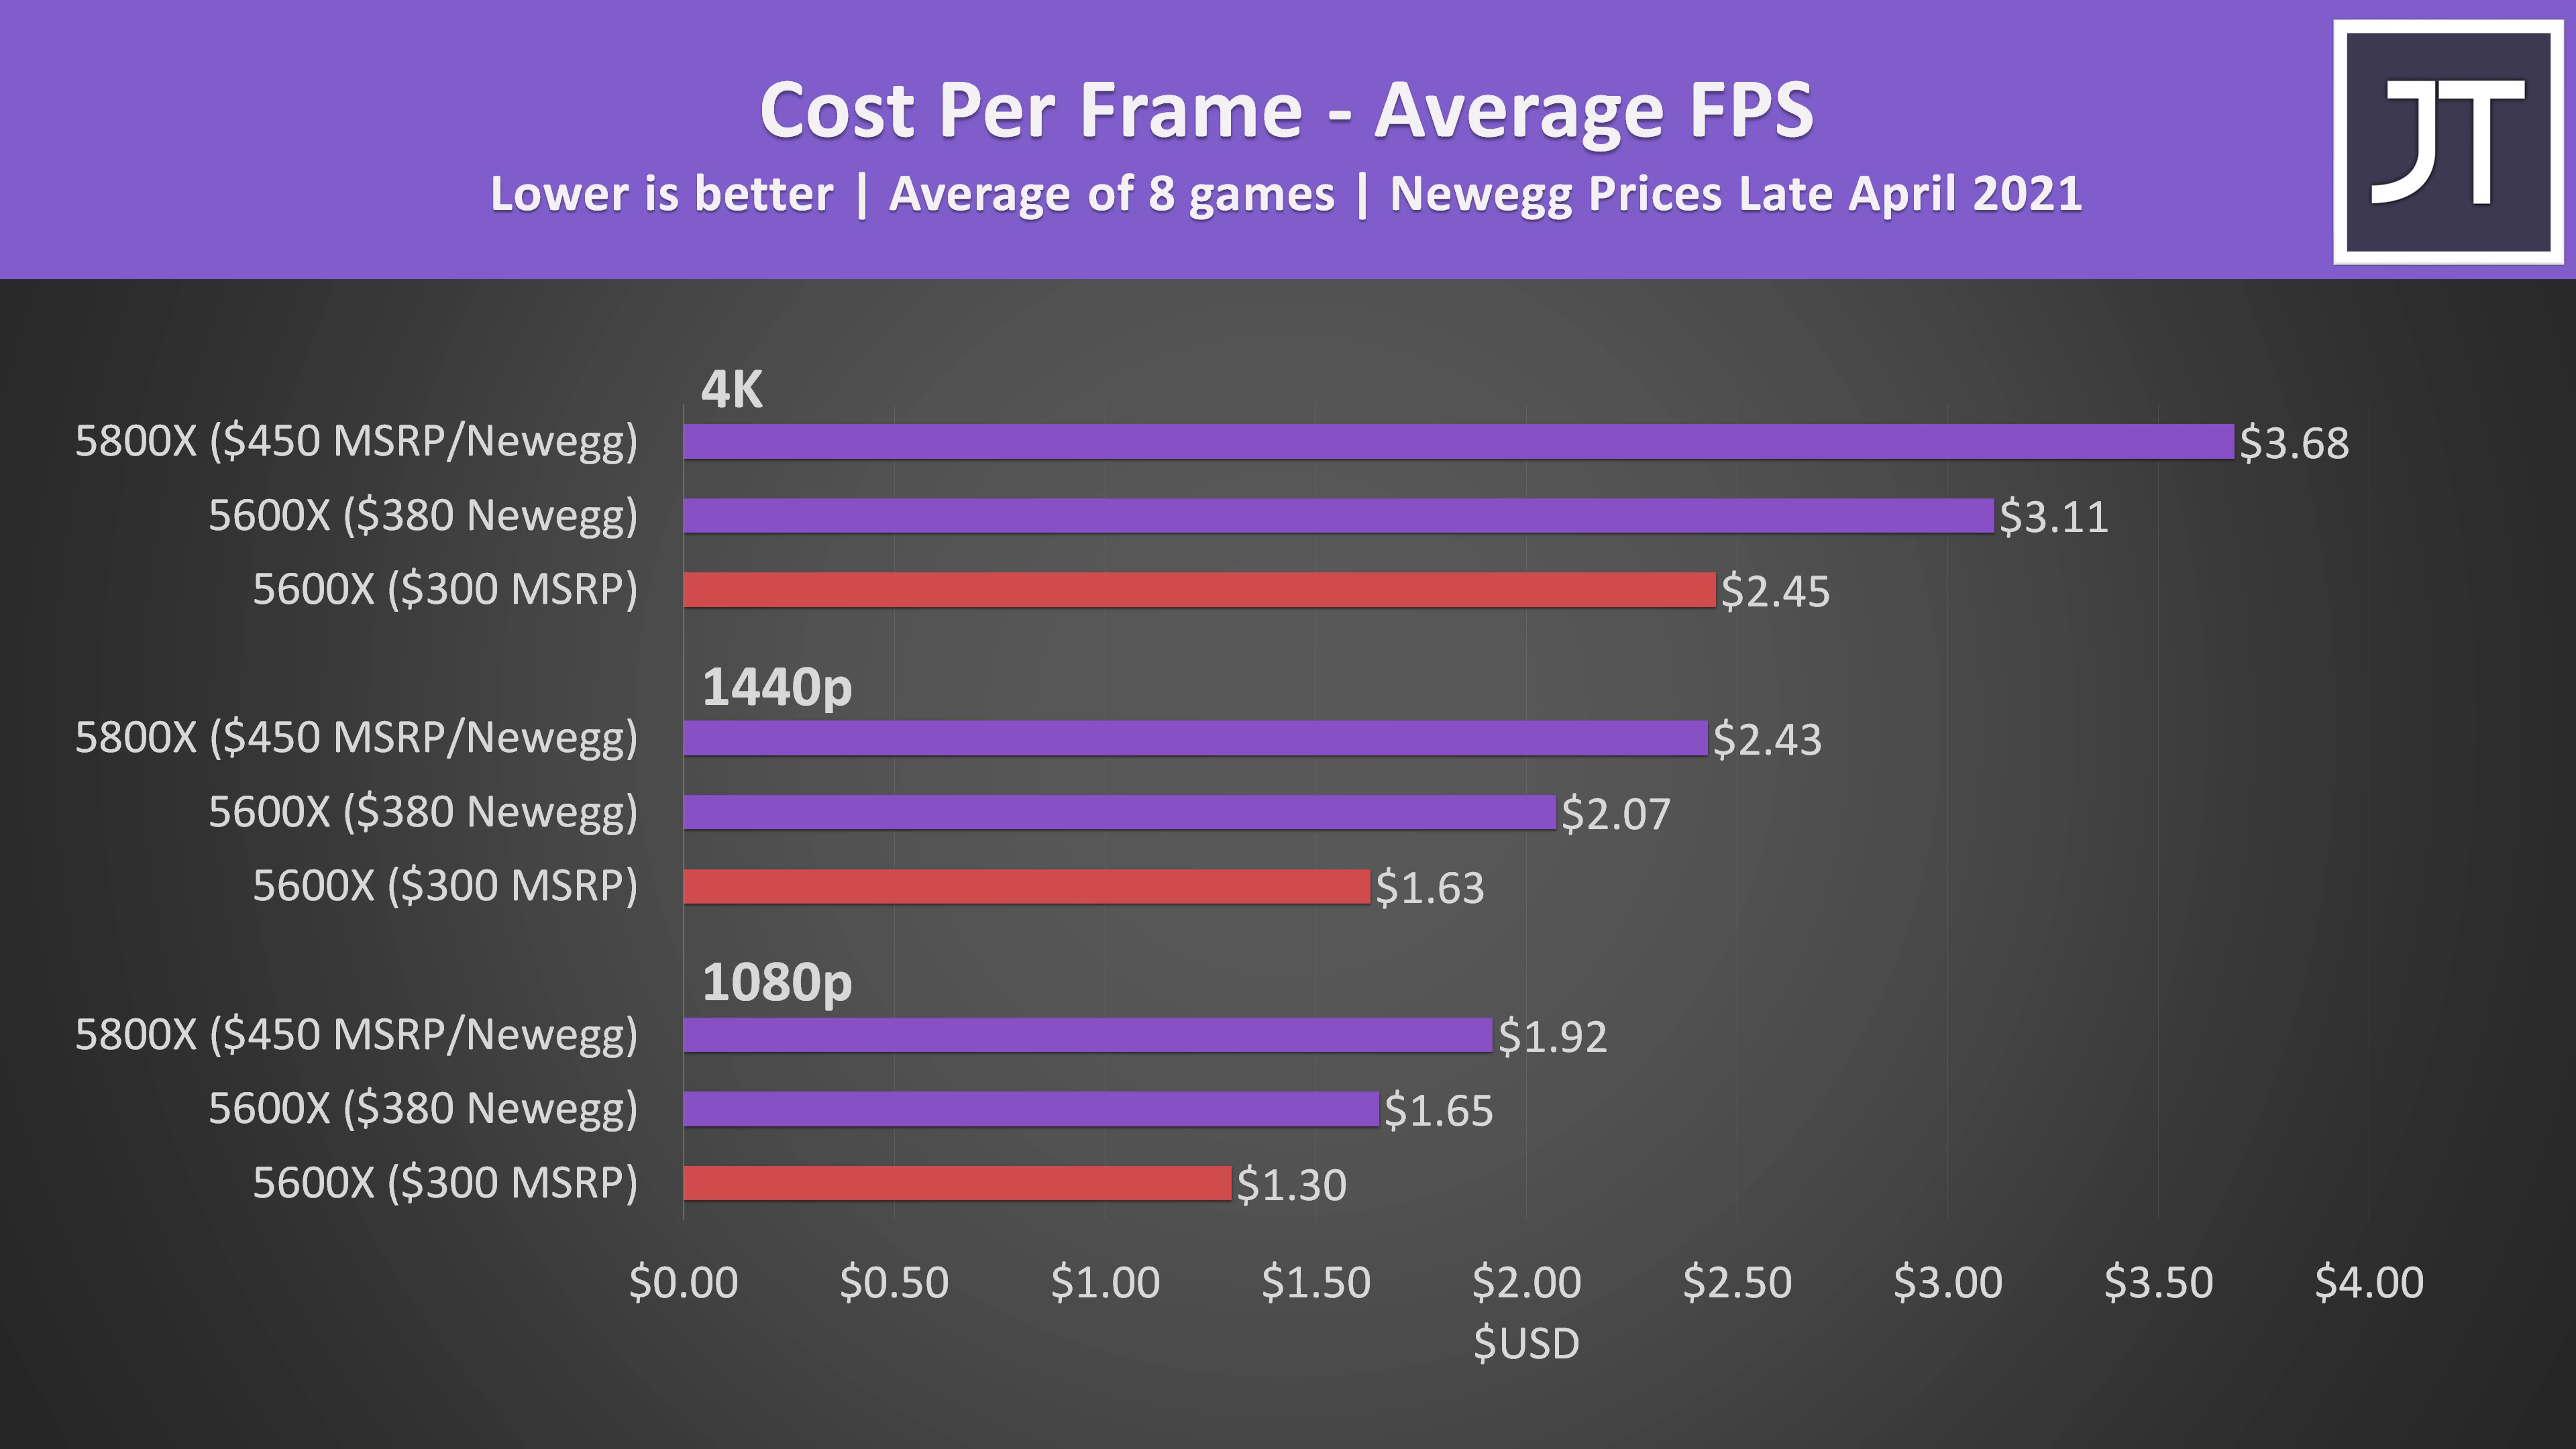 Cost Per Frame - Average FPS
Lower is better | Average of 8 games | Newegg Prices Late April 2021
JT
4K
5800X ($450 MSRP/Newegg) $3.68
5600X ($380 Newegg) $3.11
5600X ($300 MSRP) $2.45
1440p
5800X ($450 MSRP/Newegg) $2.43
5600X ($380 Newegg) $2.07
5600X ($300 MSRP) $1.63
1080p
5800X ($450 MSRP/Newegg) $1.92
5600X ($380 Newegg) $1.65
5600X ($300 MSRP) $1.30
$0.00 $0.50 $1.00 $1.50 $2.00 $2.50 $3.00 $3.50 $4.00
$USD